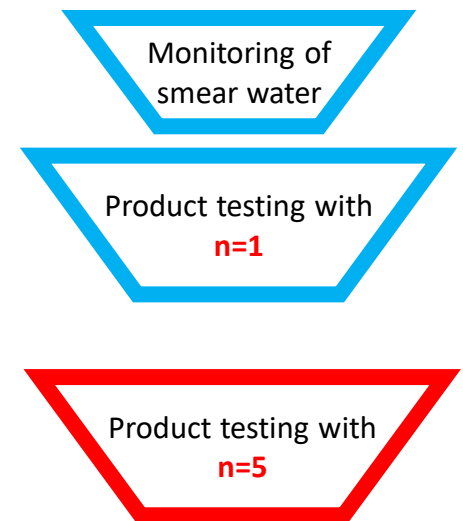 Monitoring of
smear water
Product testing with
n=1
Product testing with
n=5